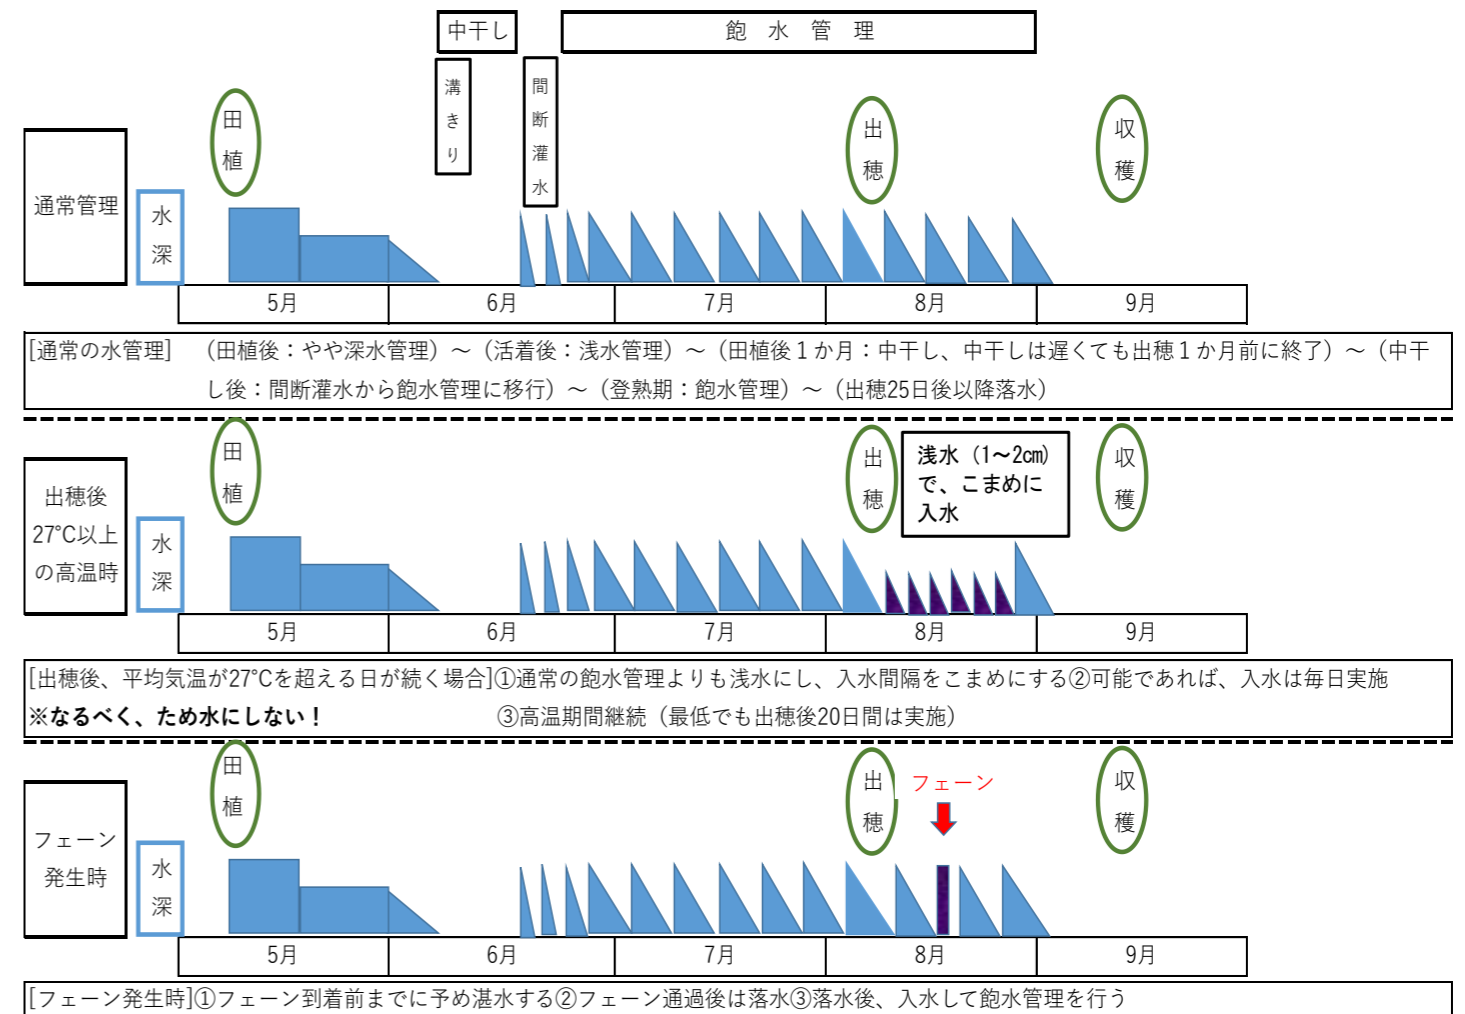 中干し
飽水管理
溝きり
間断灌水
田植
出穂
収穫
通常管理
水深
5月 6月 7月 8月 9月
[通常の水管理] （田植後：やや深水管理）～（活着後：浅水管理）～（田植後１か月：中干し、中干しは遅くても出穂１か月前に終了）～（中干
し後：間断灌水から飽水管理に移行）～（登熟期：飽水管理）～（出穂25日後以降落水）
田植
出穂
浅水（1～2㎝）
で、こまめに
入水
収穫
出穂後
27℃以上
の高温時
水深
5月 6月 7月 8月 9月
[出穂後、平均気温が27℃を超える日が続く場合]①通常の飽水管理よりも浅水にし、入水間隔をこまめにする②可能であれば、入水は毎日実施
※なるべく、ため水にしない！ ③高温期間継続（最低でも出穂後20日間は実施）
田植
出穂
フェーン
収穫
フェーン
発生時
水深
5月 6月 7月 8月 9月
[フェーン発生時]①フェーン到着前までに予め湛水する②フェーン通過後は落水③落水後、入水して飽水管理を行う